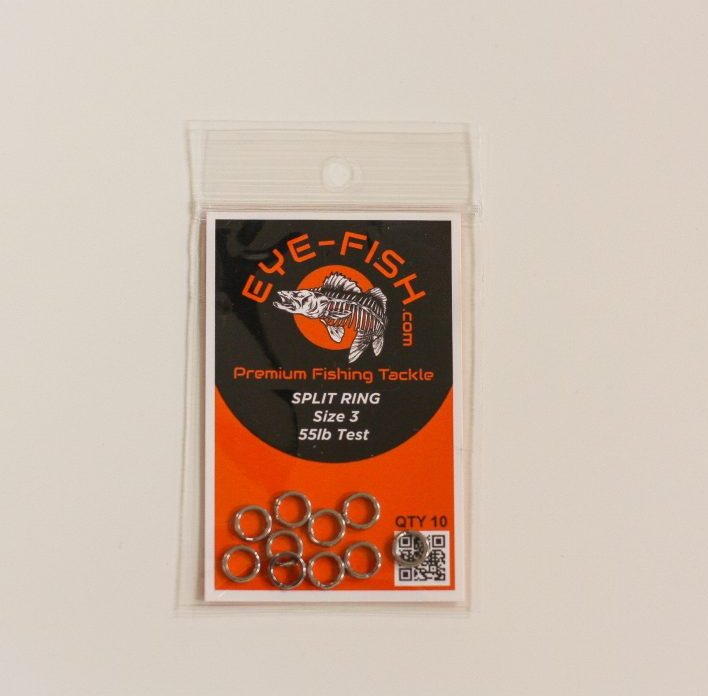 EYE-FISH
.com
Premium Fishing Tackle
SPLIT RING
Size 3
55lb Test
QTY 10